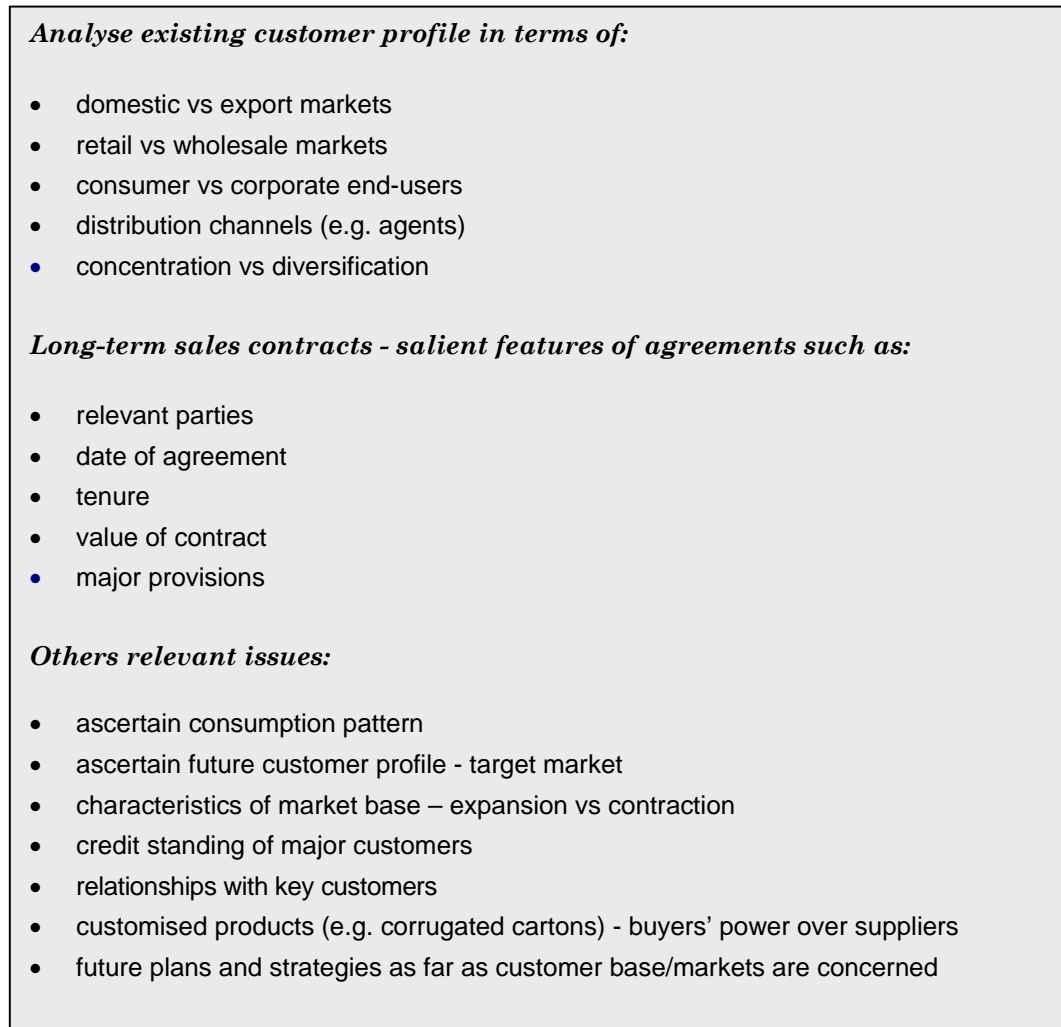 Analyse existing customer profile in terms of:
• domestic vs export markets
• retail vs wholesale markets
• consumer vs corporate end-users
• distribution channels (e.g. agents)
• concentration vs diversification
Long-term sales contracts - salient features of agreements such as:
• relevant parties
• date of agreement
• tenure
• value of contract
• major provisions
Others relevant issues:
• ascertain consumption pattern
• ascertain future customer profile - target market
• characteristics of market base – expansion vs contraction
• credit standing of major customers
• relationships with key customers
• customised products (e.g. corrugated cartons) - buyers’ power over suppliers
• future plans and strategies as far as customer base/markets are concerned